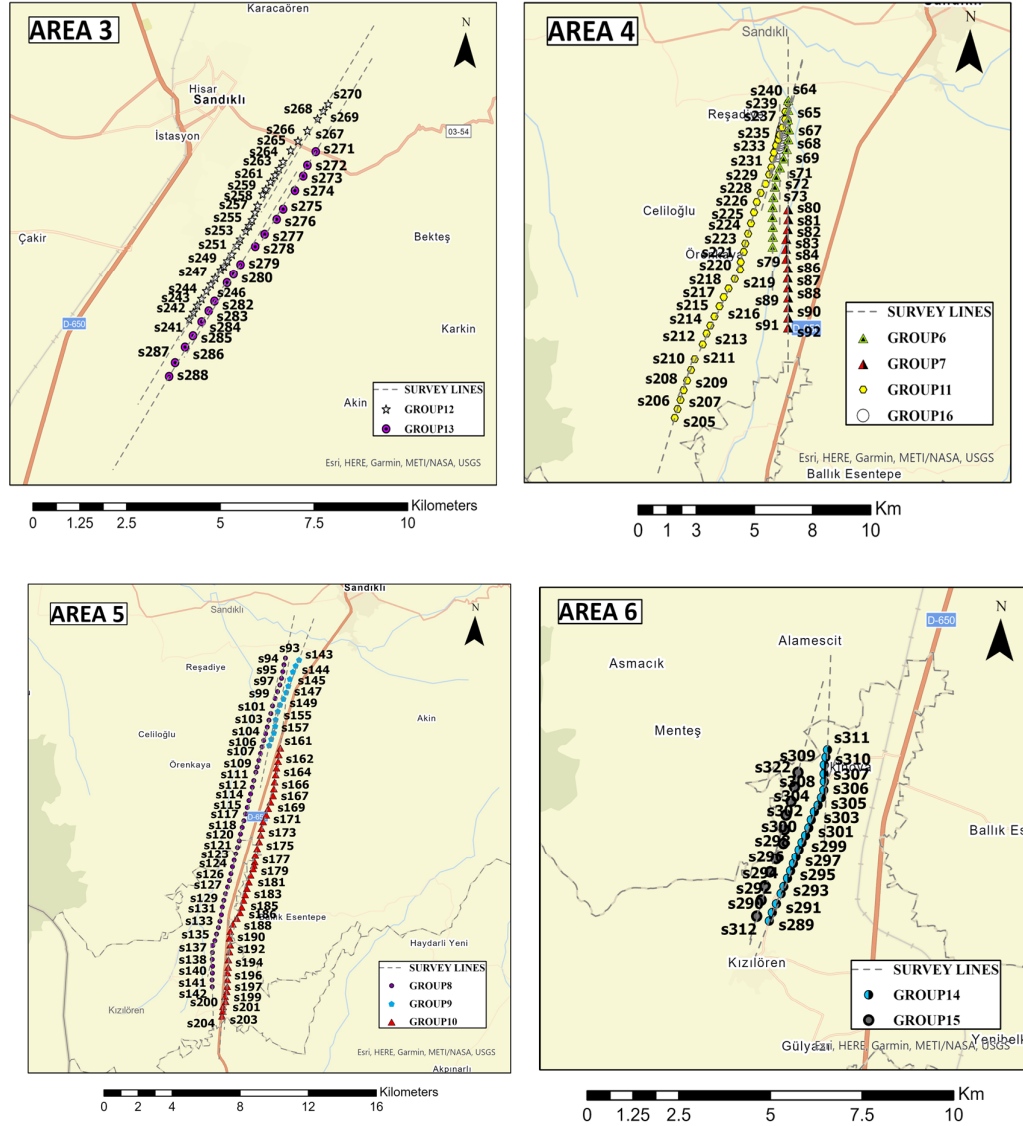 AREA 3
N
Karacaören
Hisar
Sandıklı
İstasyon
03-54
Çakir
Bekteş
Karkin
Akin
D-650
s270
s268
s269
s266
s267
s265
s271
s264
s263
s272
s261
s273
s259
s274
s258
s257
s275
s255
s276
s253
s277
s251
s278
s249
s279
s247
s280
s244
s246
s243
s282
s242
s283
s241
s284
s285
s287
s286
s288
SURVEY LINES
GROUP12
GROUP13
Esri, HERE, Garmin, METI/NASA, USGS
Kilometers
0 1.25 2.5 5 7.5 10
AREA 4
N
Sandıklı
Reşadiye
Celiloğlu
Örenkaya
Ballık Esentepe
s240
s64
s239
s65
s237
s67
s235
s68
s233
s69
s231
s71
s229
s72
s228
s73
s226
s80
s225
s81
s224
s82
s223
s83
s221
s79
s84
s220
s86
s218
s219
s87
s217
s89
s88
s215
s216
s90
s214
s91
s92
s212
s213
s210
s211
s208
s209
s206
s207
s205
SURVEY LINES
GROUP6
GROUP7
GROUP11
GROUP16
Esri, HERE, Garmin, METI/NASA, USGS
Km
0 1 3 5 8 10
AREA 5
N
Sandıklı
Sandıklı
Reşadiye
Akin
Celiloğlu
Örenkaya
Ballık Esentepe
Haydarli Yeni
Kızılören
Akpınarlı
s93
s94
s143
s95
s144
s97
s145
s99
s147
s101
s149
s103
s155
s104
s157
s106
s161
s107
s162
s109
s164
s111
s166
s112
s167
s114
s169
s115
s171
s117
s173
s118
s175
s120
s177
s121
s179
s123
s181
s124
s183
s126
s185
s127
s186
s129
s188
s131
s190
s133
s192
s135
s194
s137
s196
s138
s197
s140
s199
s141
s201
s142
s203
s200
s204
SURVEY LINES
GROUP8
GROUP9
GROUP10
Esri, HERE, Garmin, METI/NASA, USGS
Kilometers
0 2 4 8 12 16
AREA 6
N
D-650
Alamescit
Asmacık
Menteş
Ballık Es
Kızılören
s311
s309
s310
s322
s307
s308
s306
s304
s305
s302
s303
s300
s301
s298
s299
s296
s297
s294
s295
s292
s293
s290
s291
s312
s289
SURVEY LINES
GROUP14
GROUP15
Yenibelk
Esri, HERE, Garmin, METI/NASA, USGS
Km
0 1.25 2.5 5 7.5 10